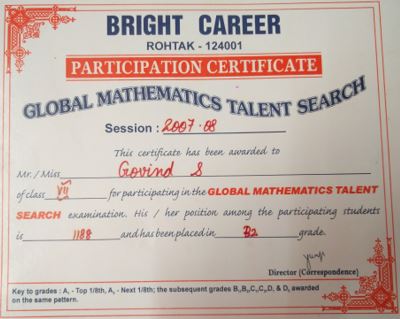 BRIGHT CAREER
ROHTAK - 124001
PARTICIPATION CERTIFICATE
GLOBAL MATHEMATICS TALENT SEARCH
Session : 2007-08
This certificate has been awarded to
Mr. / Miss Govind S
of class VII for participating in the GLOBAL MATHEMATICS TALENT
SEARCH examination. His / her position among the participating students
is 1188 and has been placed in B2 grade.
Director (Correspondence)
Key to grades : A, - Top 1/8th, A, - Next 1/8th; the subsequent grades B,,B,,C,,C,,D, & D, awarded
on the same pattern.